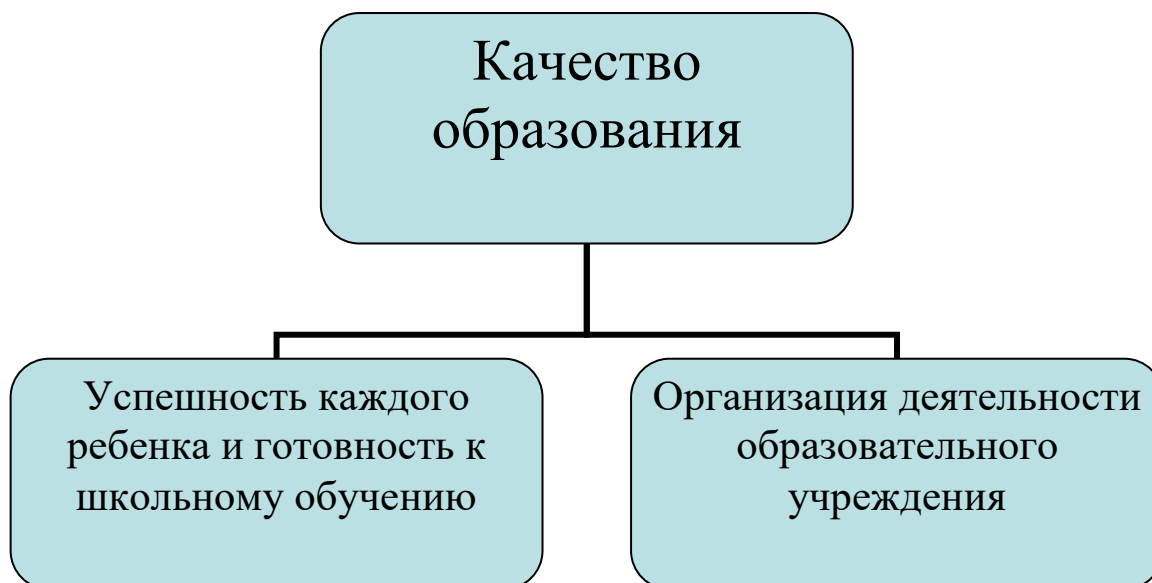 Качество
образования
Успешность каждого
ребенка и готовность к
школьному обучению
Организация деятельности
образовательного
учреждения